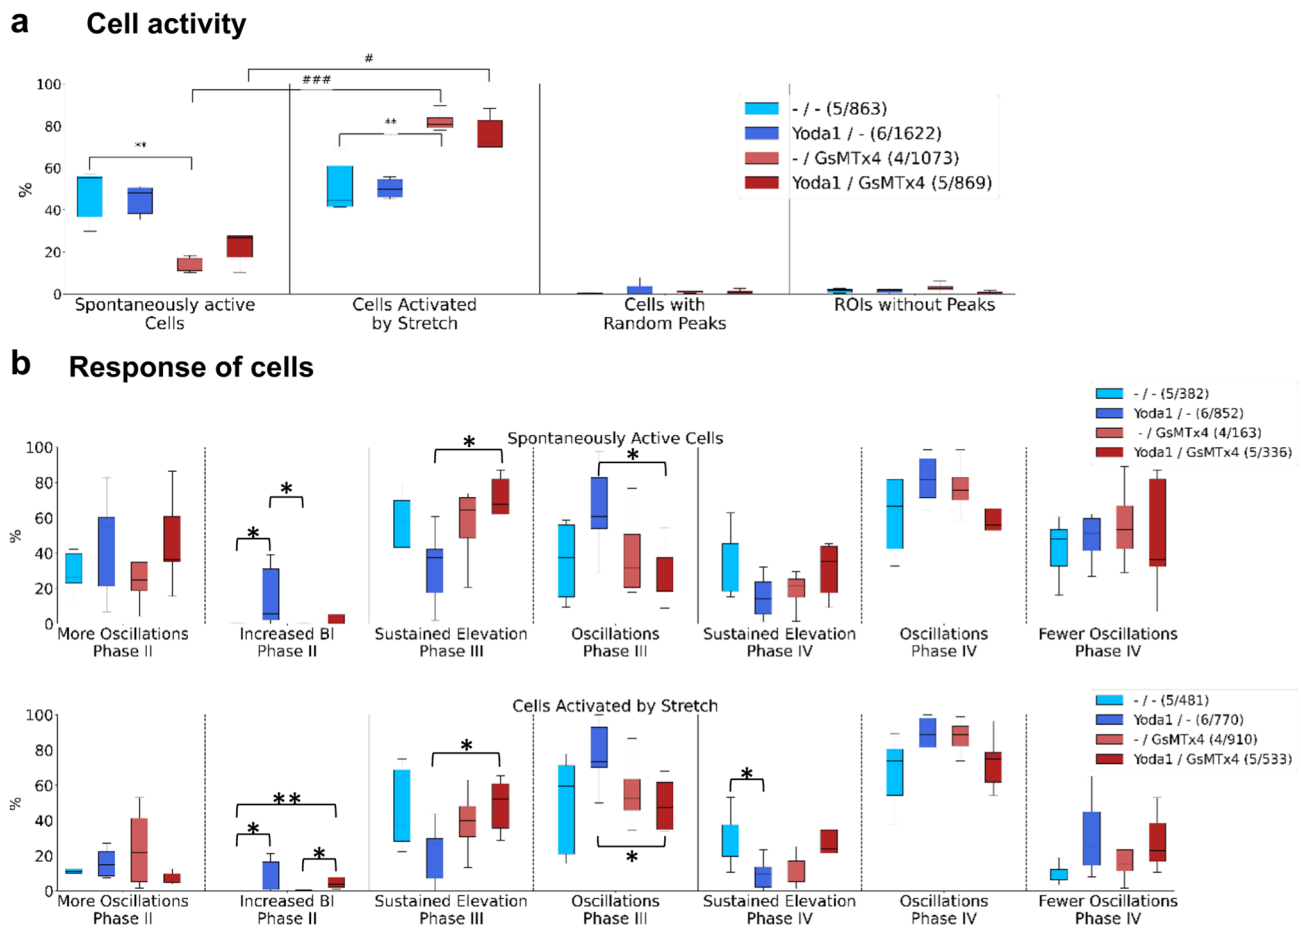 a Cell activity
#
###
**
**
100
80
60
40
20
0
%
- / - (5/863)
Yoda1 / - (6/1622)
- / GsMTx4 (4/1073)
Yoda1 / GsMTx4 (5/869)
Spontaneously active
Cells
Cells Activated
by Stretch
Cells with
Random Peaks
ROIs without Peaks
b Response of cells
- / - (5/382)
Yoda1 / - (6/852)
- / GsMTx4 (4/163)
Yoda1 / GsMTx4 (5/336)
Spontaneously Active Cells
100
80
60
40
20
0
%
*
*
*
*
More Oscillations
Phase II
Increased BI
Phase II
Sustained Elevation
Phase III
Oscillations
Phase III
Sustained Elevation
Phase IV
Oscillations
Phase IV
Fewer Oscillations
Phase IV
- / - (5/481)
Yoda1 / - (6/770)
- / GsMTx4 (4/910)
Yoda1 / GsMTx4 (5/533)
Cells Activated by Stretch
100
80
60
40
20
0
%
**
*
*
*
*
*
More Oscillations
Phase II
Increased BI
Phase II
Sustained Elevation
Phase III
Oscillations
Phase III
Sustained Elevation
Phase IV
Oscillations
Phase IV
Fewer Oscillations
Phase IV